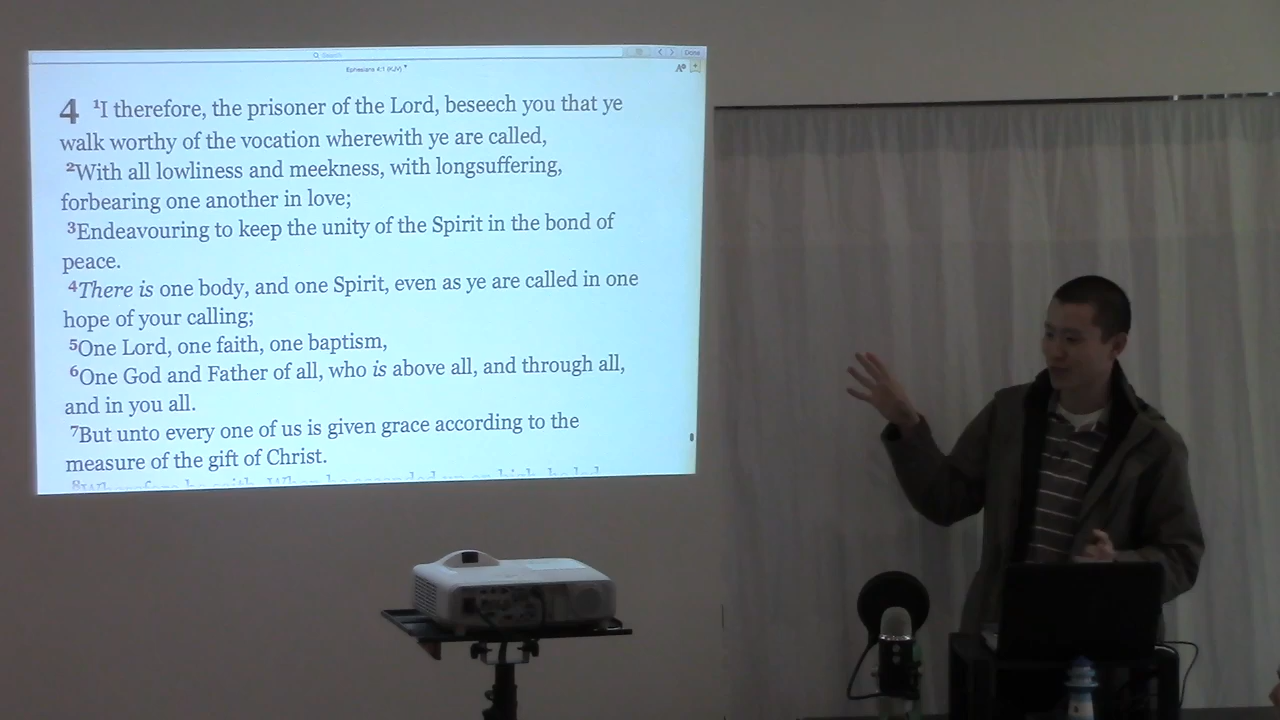 Search
Done
Ephesians 4:1 (KJV)
4 1I therefore, the prisoner of the Lord, beseech you that ye
walk worthy of the vocation wherewith ye are called,
2With all lowliness and meekness, with longsuffering,
forbearing one another in love;
3Endeavouring to keep the unity of the Spirit in the bond of
peace.
4There is one body, and one Spirit, even as ye are called in one
hope of your calling;
5One Lord, one faith, one baptism,
6One God and Father of all, who is above all, and through all,
and in you all.
7But unto every one of us is given grace according to the
measure of the gift of Christ.